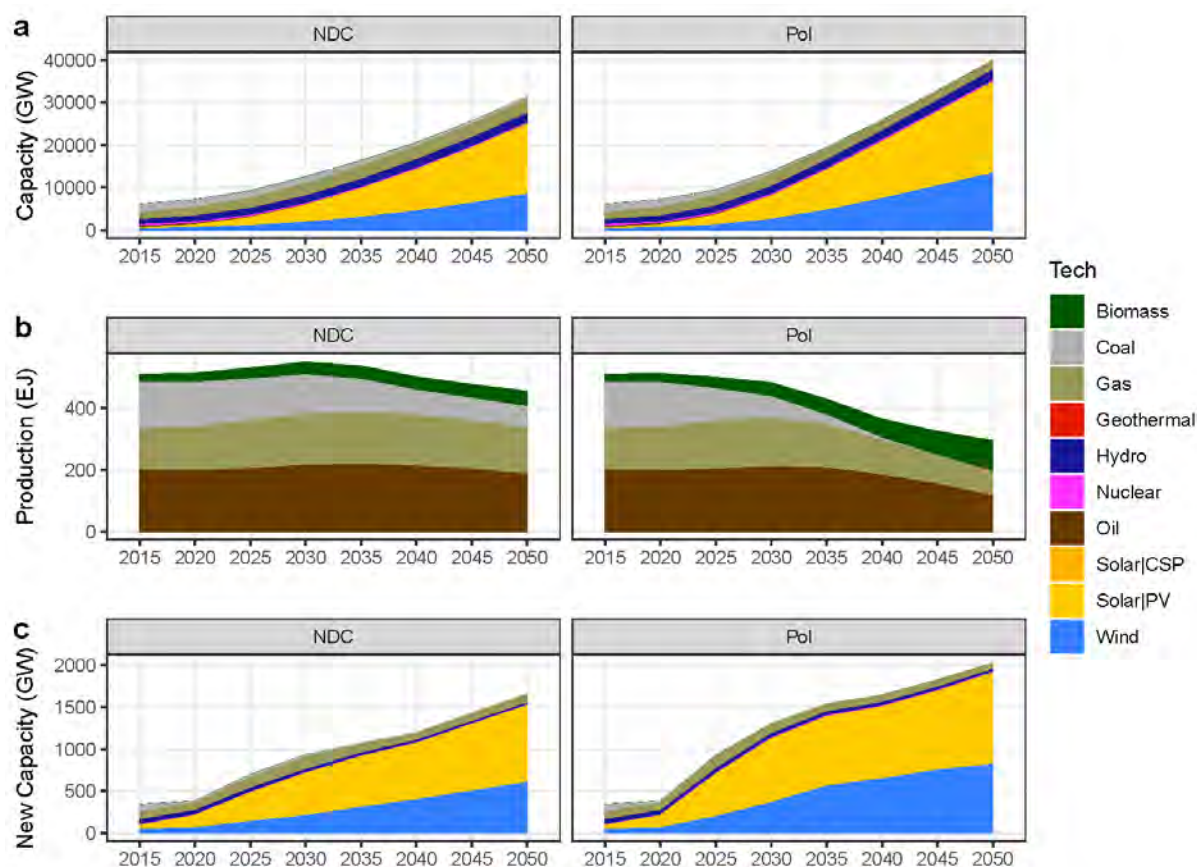 a
NDC
Pol
Capacity (GW)
40000
30000
20000
10000
0
2015 2020 2025 2030 2035 2040 2045 2050
2015 2020 2025 2030 2035 2040 2045 2050
b
NDC
Pol
Production (EJ)
400
200
0
2015 2020 2025 2030 2035 2040 2045 2050
2015 2020 2025 2030 2035 2040 2045 2050
c
NDC
Pol
New Capacity (GW)
2000
1500
1000
500
0
2015 2020 2025 2030 2035 2040 2045 2050
2015 2020 2025 2030 2035 2040 2045 2050
Tech
Biomass
Coal
Gas
Geothermal
Hydro
Nuclear
Oil
Solar|CSP
Solar|PV
Wind